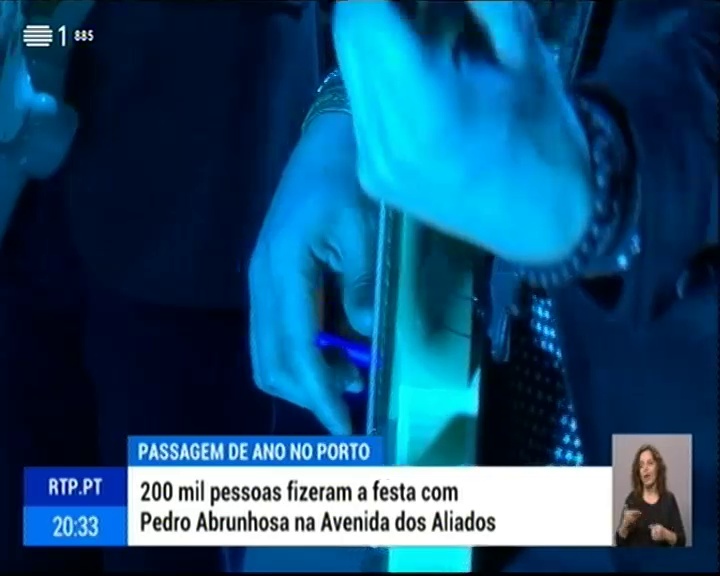 1 885
PASSAGEM DE ANO NO PORTO
RTP.PT
200 mil pessoas fizeram a festa com
20:33
Pedro Abrunhosa na Avenida dos Aliados